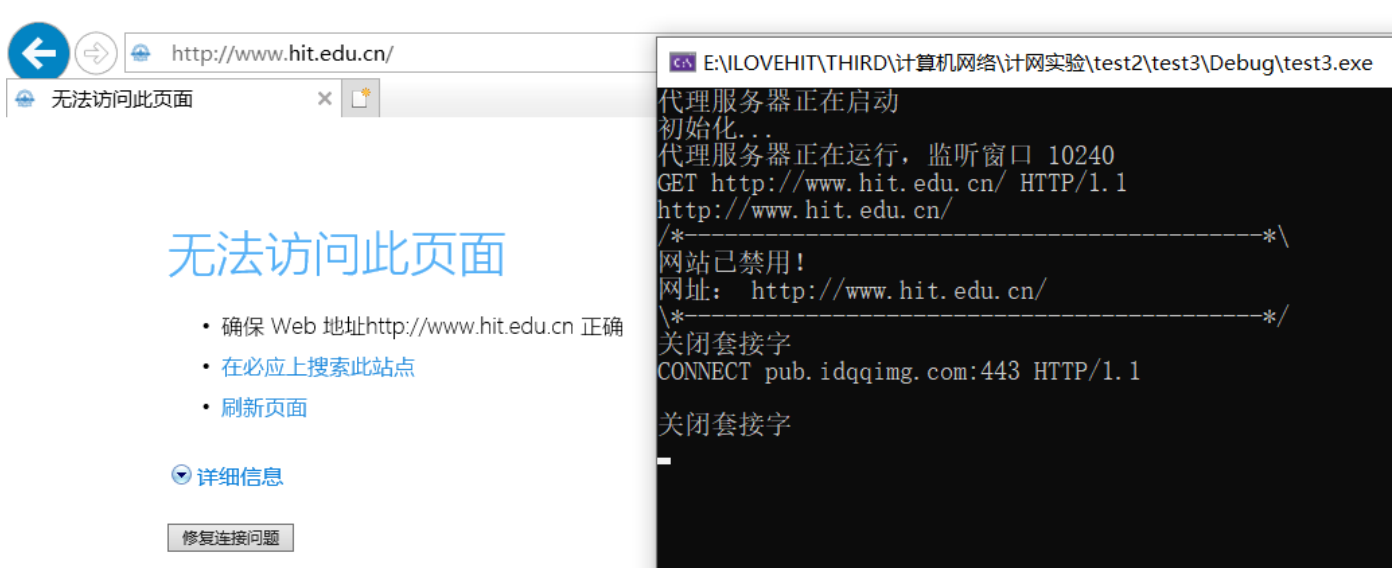 http://www.hit.edu.cn/
无法访问此页面
无法访问此页面
• 确保 Web 地址http://www.hit.edu.cn 正确
• 在必应上搜索此站点
• 刷新页面
详细信息
修复连接问题
E:\ILOVEHIT\THIRD\计算机网络\计网实验\test2\test3\Debug\test3.exe
代理服务器正在启动
初始化...
代理服务器正在运行，监听窗口 10240
GET http://www.hit.edu.cn/ HTTP/1.1
http://www.hit.edu.cn/
/*-------------------------------------------*\
网站已禁用！
网址： http://www.hit.edu.cn/
\*-------------------------------------------*/
关闭套接字
CONNECT pub.idqqimg.com:443 HTTP/1.1
关闭套接字